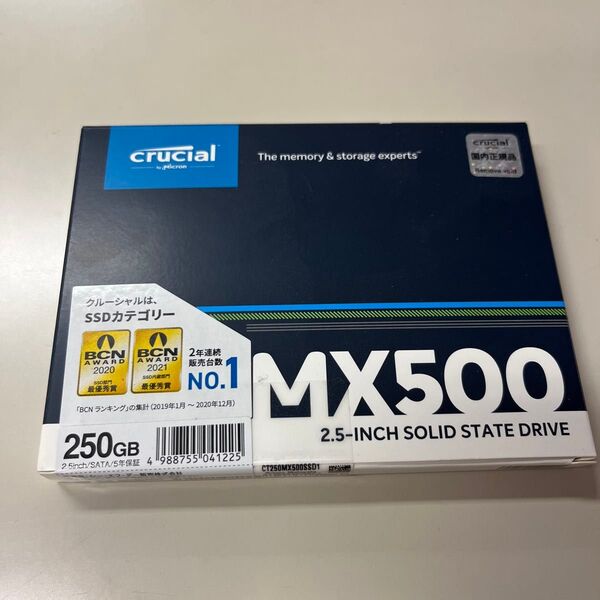 crucial
by Micron
The memory & storage experts™
crucial
国内正規品
Remove void
クルーシャルは、
SSDカテゴリー
BCN
AWARD
2020
SSD部門
最優秀賞
BCN
AWARD
2021
SSD内蔵部門
最優秀賞
2年連続
販売台数
NO.1
「BCN ランキング」の集計(2019年1月 ～ 2020年12月)
MX500
2.5-INCH SOLID STATE DRIVE
250GB
2.5inch/SATA/5年保証
4 988755 041225
CT250MX500SSD1